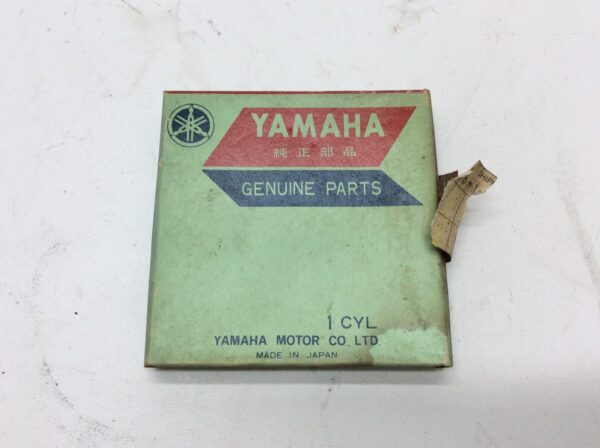 YAMAHA
純正部品
GENUINE PARTS
1 CYL
YAMAHA MOTOR CO., LTD.
MADE IN JAPAN